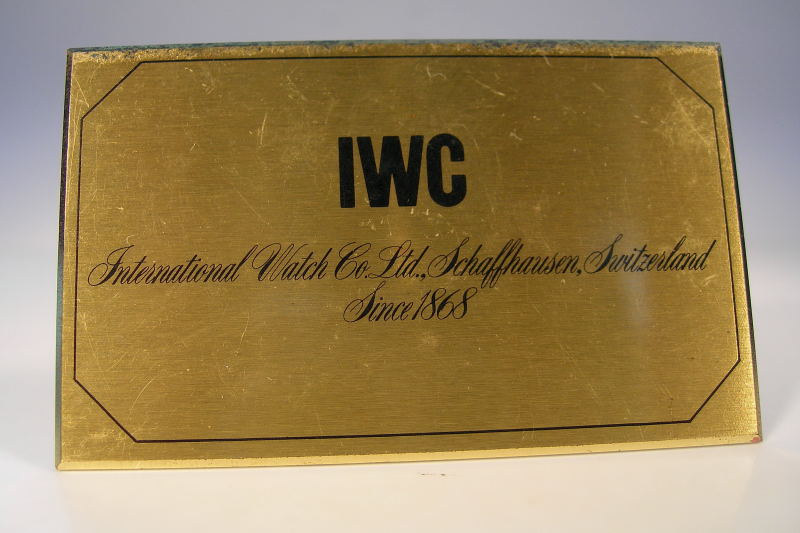 IWC
International Watch Co. Ltd., Schaffhausen, Switzerland
Since 1868